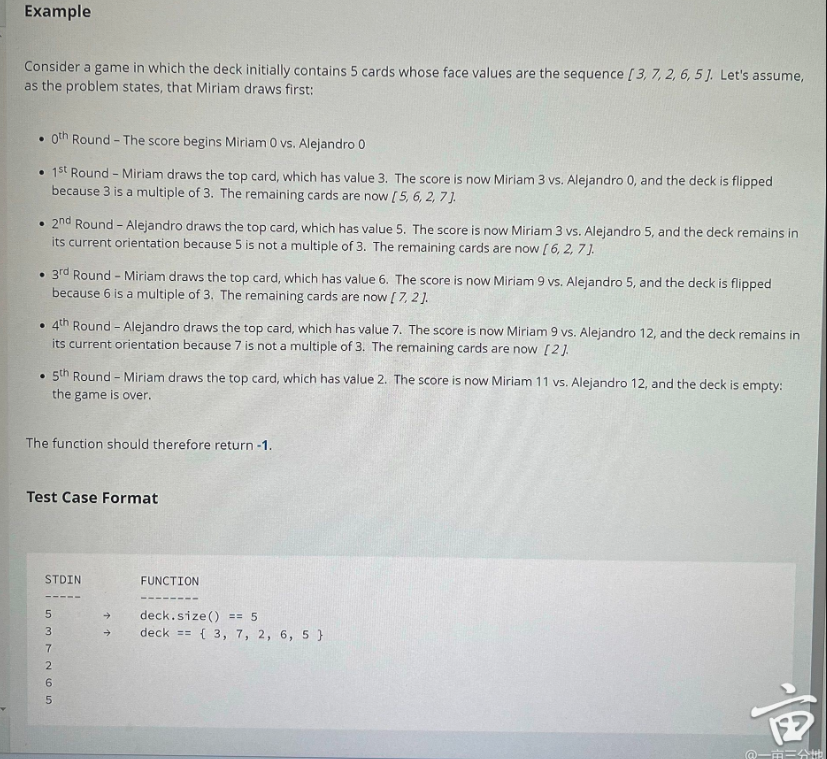 Example
Consider a game in which the deck initially contains 5 cards whose face values are the sequence [ 3, 7, 2, 6, 5 ]. Let's assume,
as the problem states, that Miriam draws first:
• 0th Round – The score begins Miriam 0 vs. Alejandro 0
• 1st Round – Miriam draws the top card, which has value 3. The score is now Miriam 3 vs. Alejandro 0, and the deck is flipped
because 3 is a multiple of 3. The remaining cards are now [ 5, 6, 2, 7 ].
• 2nd Round – Alejandro draws the top card, which has value 5. The score is now Miriam 3 vs. Alejandro 5, and the deck remains in
its current orientation because 5 is not a multiple of 3. The remaining cards are now [ 6, 2, 7 ].
• 3rd Round – Miriam draws the top card, which has value 6. The score is now Miriam 9 vs. Alejandro 5, and the deck is flipped
because 6 is a multiple of 3. The remaining cards are now [ 7, 2 ].
• 4th Round – Alejandro draws the top card, which has value 7. The score is now Miriam 9 vs. Alejandro 12, and the deck remains in
its current orientation because 7 is not a multiple of 3. The remaining cards are now [ 2 ].
• 5th Round – Miriam draws the top card, which has value 2. The score is now Miriam 11 vs. Alejandro 12, and the deck is empty:
the game is over.
The function should therefore return -1.
Test Case Format
STDIN FUNCTION
----- --------
5 → deck.size() == 5
3 → deck == { 3, 7, 2, 6, 5 }
7
2
6
5
@一亩三分地